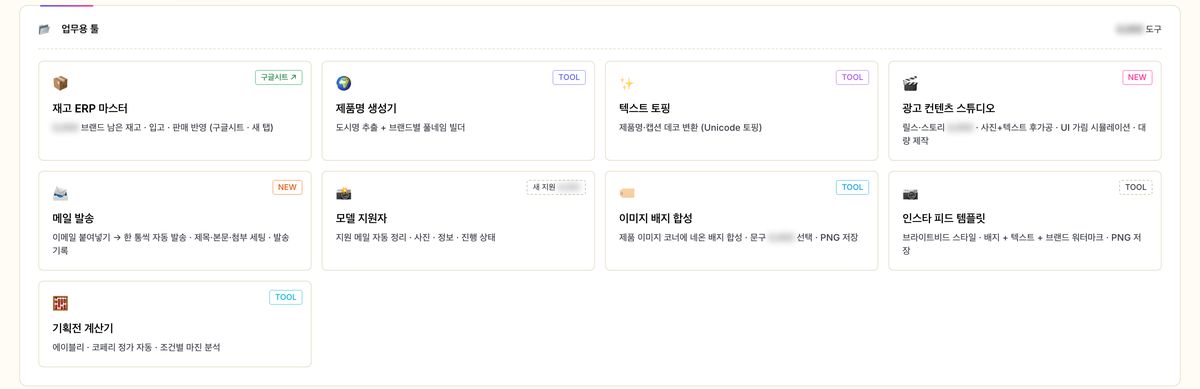 업무용 툴
도구
구글시트 ↗
재고 ERP 마스터
브랜드 남은 재고 · 입고 · 판매 반영 (구글시트 · 새 탭)
TOOL
제품명 생성기
도시명 추출 + 브랜드별 풀네임 빌더
TOOL
텍스트 토핑
제품명·캡션 데코 변환 (Unicode 토핑)
NEW
광고 컨텐츠 스튜디오
릴스·스토리 · 사진+텍스트 후가공 · UI 가림 시뮬레이션 · 대
량 제작
NEW
메일 발송
이메일 붙여넣기 → 한 통씩 자동 발송 · 제목·본문·첨부 세팅 · 발송
기록
새 지원
모델 지원자
지원 메일 자동 정리 · 사진 · 정보 · 진행 상태
TOOL
이미지 배지 합성
제품 이미지 코너에 네온 배지 합성 · 문구 선택 · PNG 저장
TOOL
인스타 피드 템플릿
브라이트비드 스타일 · 배지 + 텍스트 + 브랜드 워터마크 · PNG 저
장
TOOL
기획전 계산기
에이블리 · 코페리 정가 자동 · 조건별 마진 분석